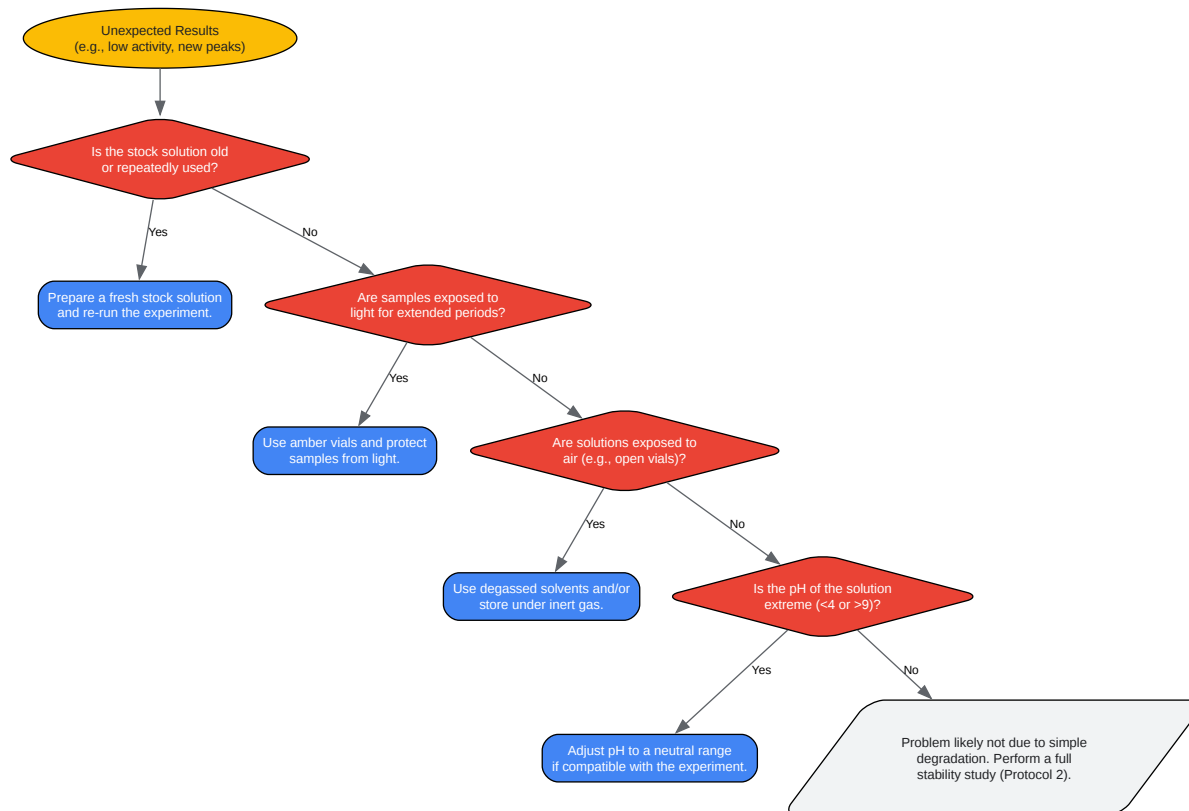 Unexpected Results
(e.g., low activity, new peaks)
Is the stock solution old
or repeatedly used?
Yes
No
Prepare a fresh stock solution
and re-run the experiment.
Are samples exposed to
light for extended periods?
Yes
No
Use amber vials and protect
samples from light.
Are solutions exposed to
air (e.g., open vials)?
Yes
No
Use degassed solvents and/or
store under inert gas.
Is the pH of the solution
extreme (<4 or >9)?
Yes
No
Adjust pH to a neutral range
if compatible with the experiment.
Problem likely not due to simple
degradation. Perform a full
stability study (Protocol 2).